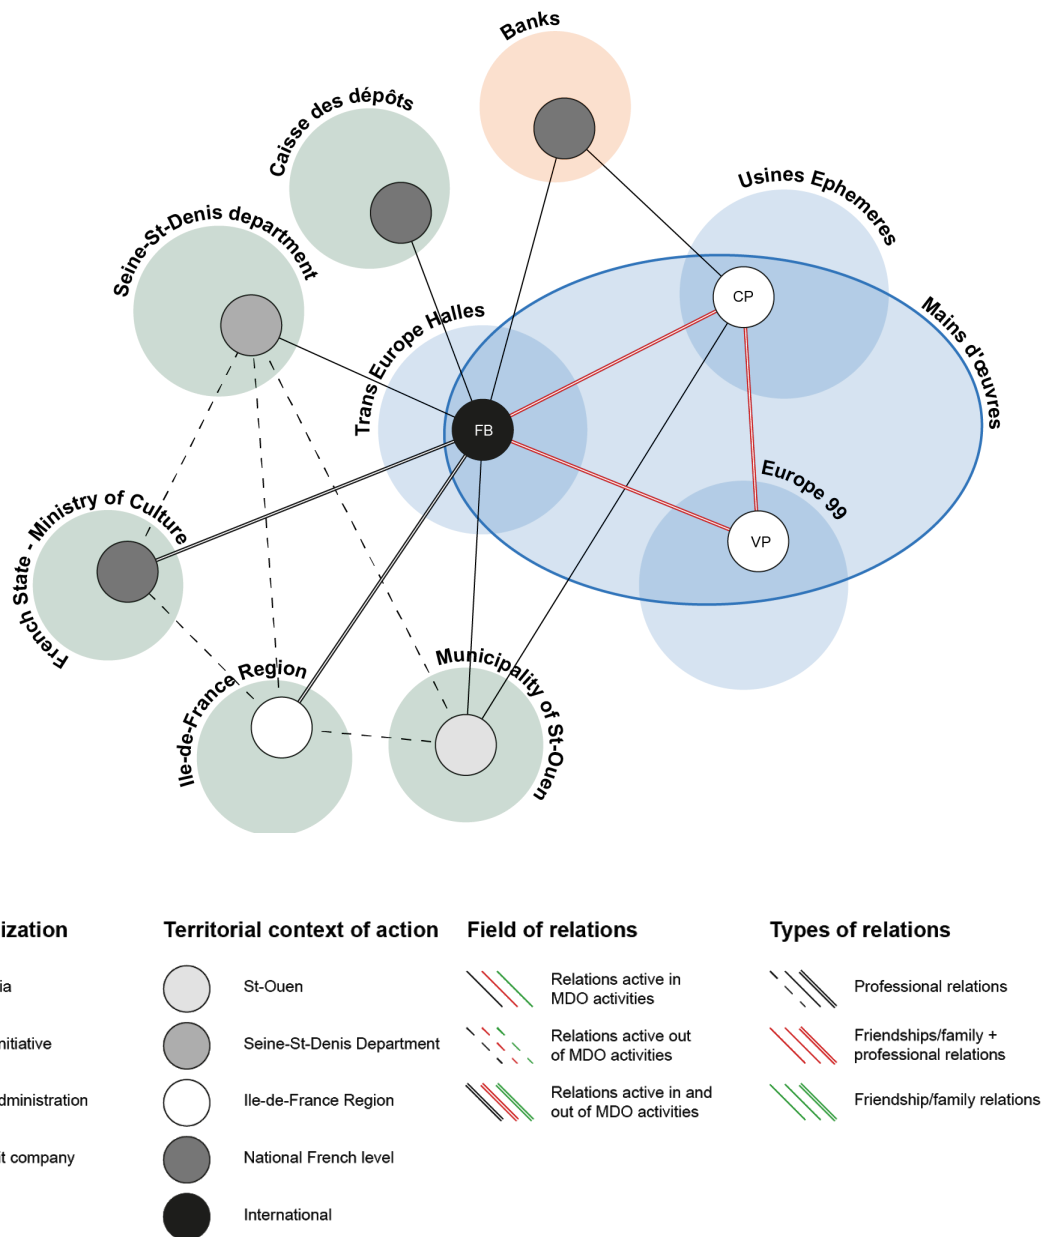 Banks
Caisse des dépôts
Usines Ephemeres
Seine-St-Denis department
Trans Europe Halles
Mains d'œuvres
CP
FB
Europe 99
VP
French State - Ministry of Culture
Ile-de-France Region
Municipality of St-Ouen
ization
ia
nitiative
dministration
it company
Territorial context of action
St-Ouen
Seine-St-Denis Department
Ile-de-France Region
National French level
International
Field of relations
Relations active in
MDO activities
Relations active out
of MDO activities
Relations active in and
out of MDO activities
Types of relations
Professional relations
Friendships/family +
professional relations
Friendship/family relations